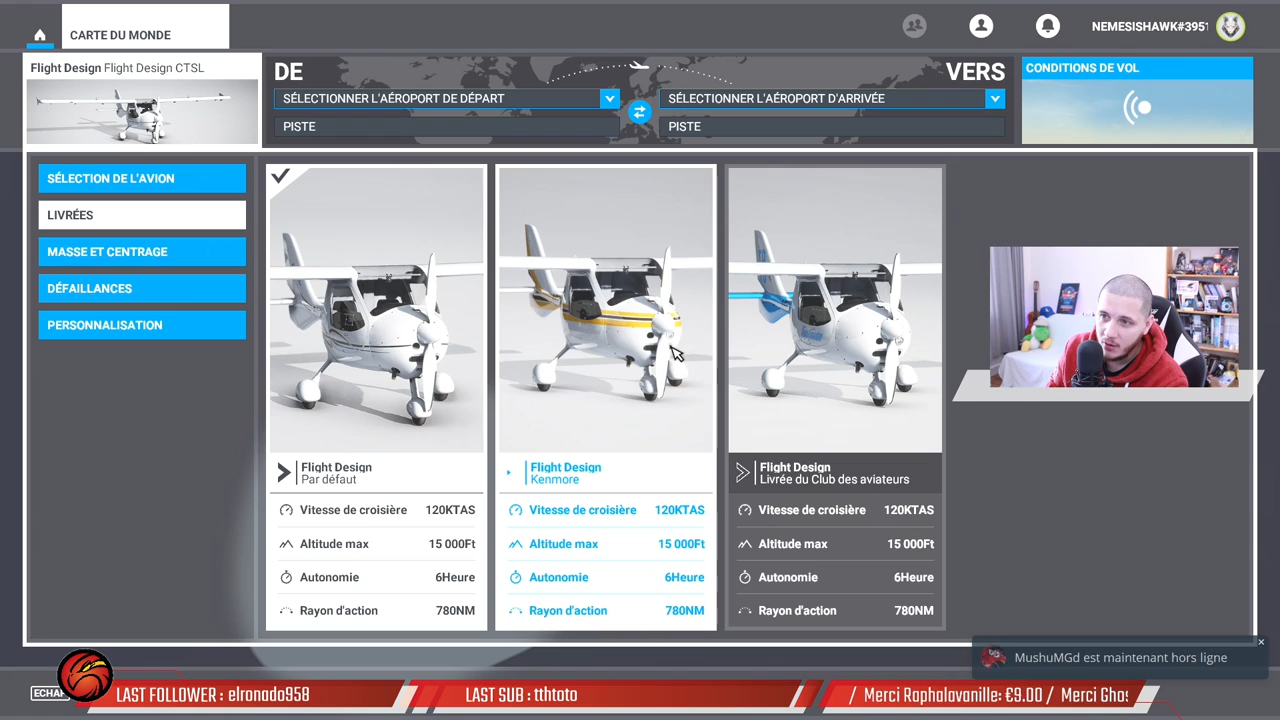 CARTE DU MONDE
NEMESISHAWK#3951
Flight Design Flight Design CTSL
DE
VERS
CONDITIONS DE VOL
SÉLECTIONNER L'AÉROPORT DE DÉPART
SÉLECTIONNER L'AÉROPORT D'ARRIVÉE
PISTE
PISTE
SÉLECTION DE L'AVION
LIVRÉES
MASSE ET CENTRAGE
DÉFAILLANCES
PERSONNALISATION
Flight Design
Par défaut
Vitesse de croisière 120KTAS
Altitude max 15 000Ft
Autonomie 6Heure
Rayon d'action 780NM
Flight Design
Kenmore
Vitesse de croisière 120KTAS
Altitude max 15 000Ft
Autonomie 6Heure
Rayon d'action 780NM
Flight Design
Livrée du Club des aviateurs
Vitesse de croisière 120KTAS
Altitude max 15 000Ft
Autonomie 6Heure
Rayon d'action 780NM
MushuMGd est maintenant hors ligne
ECHAP
LAST FOLLOWER : elronado958
LAST SUB : tthtoto
/ Merci Raphalavanille: €9.00 / Merci Ghos